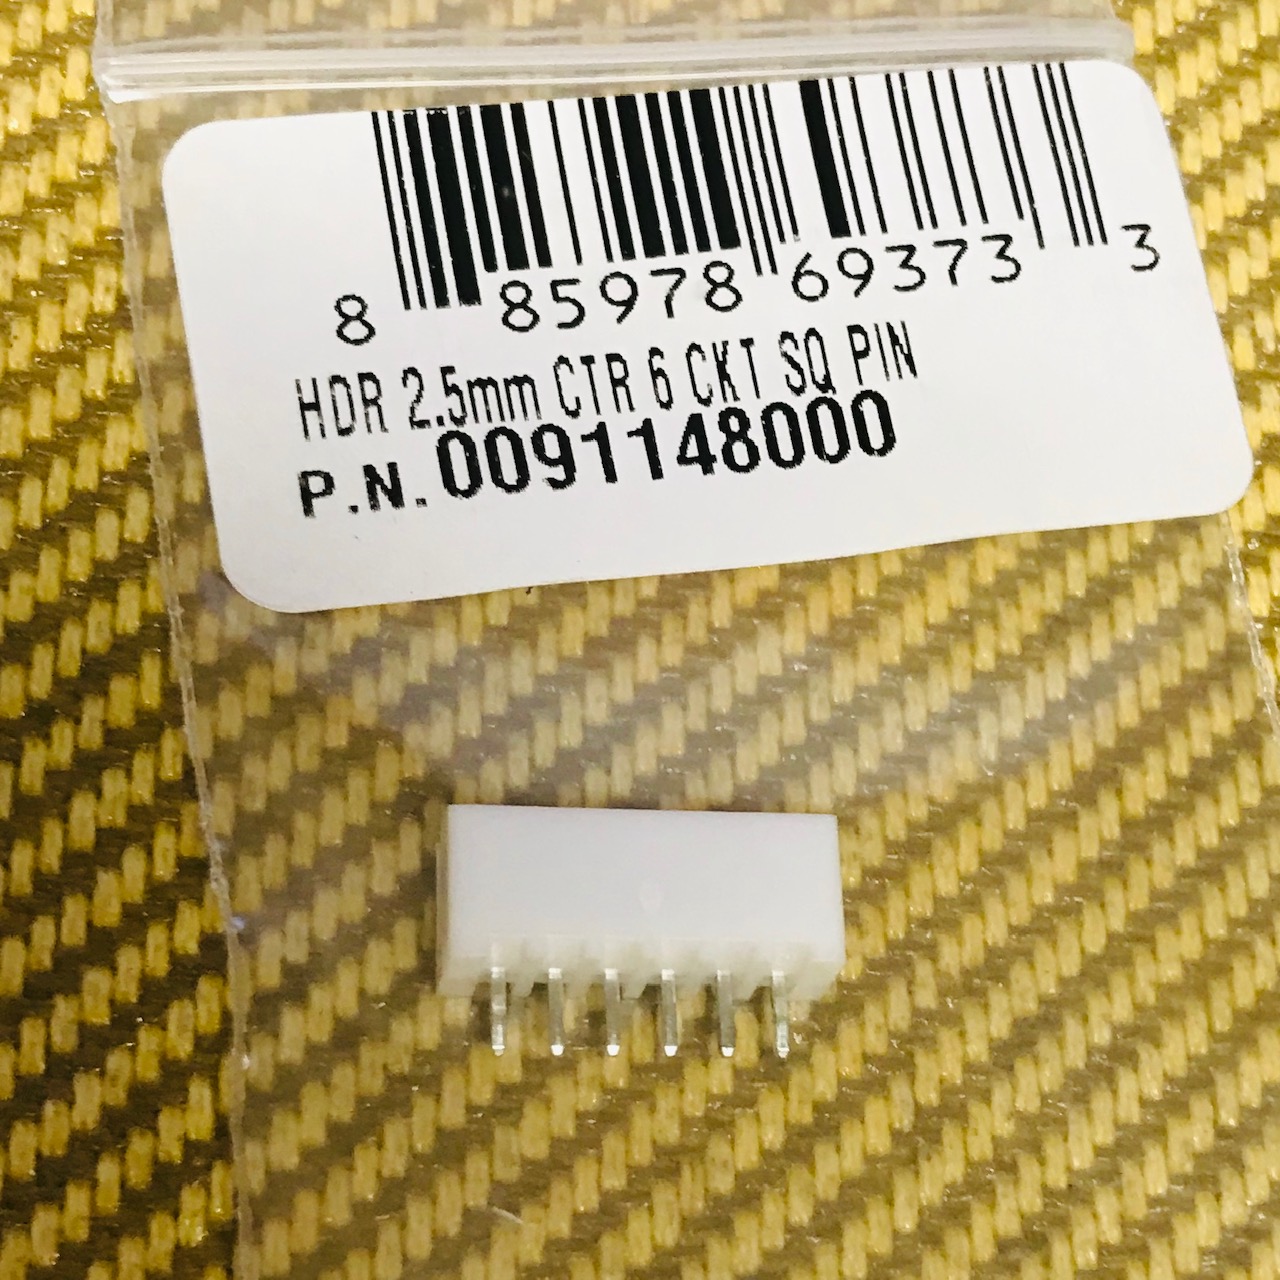 8 85978 69373 3
HDR 2.5mm CTR 6 CKT SQ PIN
P.N. 0091148000